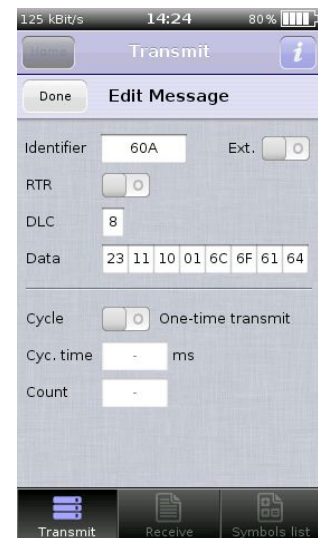 125 kBit/s 14:24 80%
Home Transmit i
Done Edit Message
Identifier 60A Ext. O
RTR O
DLC 8
Data 23 11 10 01 6C 6F 61 64
Cycle O One-time transmit
Cyc. time - ms
Count -
Transmit Receive Symbols list